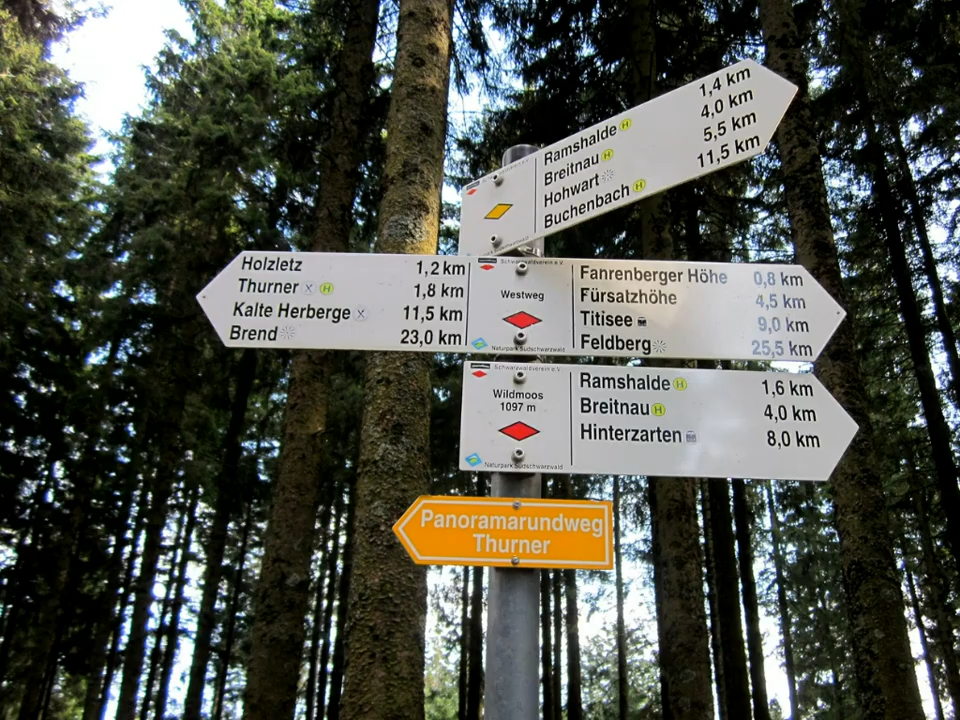 Ramshalde H 1,4 km
Breitnau H 4,0 km
Hohwart 5,5 km
Buchenbach H 11,5 km
Holzletz 1,2 km
Thurner H 1,8 km
Kalte Herberge 11,5 km
Brend 23,0 km
Schwarzwaldverein e.V.
Westweg
Naturpark Südschwarzwald
Fahrenberger Höhe 0,8 km
Fürsatzhöhe 4,5 km
Titisee 9,0 km
Feldberg 25,5 km
Schwarzwaldverein e.V.
Wildmoos
1097 m
Naturpark Südschwarzwald
Ramshalde H 1,6 km
Breitnau H 4,0 km
Hinterzarten 8,0 km
Panoramarundweg
Thurner